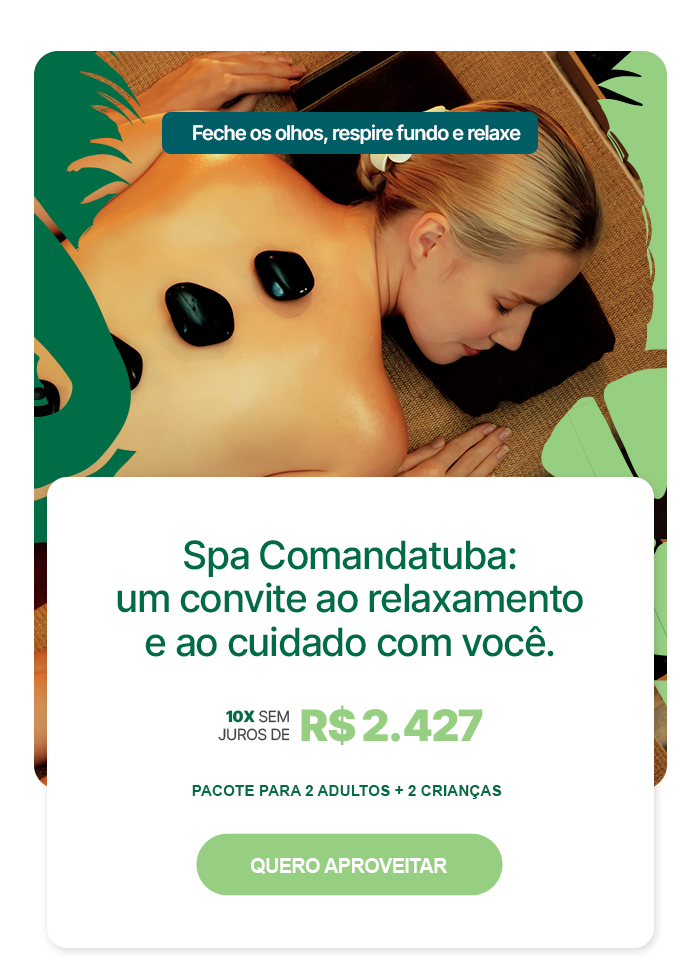 Feche os olhos, respire fundo e relaxe
Spa Comandatuba:
um convite ao relaxamento
e ao cuidado com você.
10X SEM
JUROS DE
R$ 2.427
PACOTE PARA 2 ADULTOS + 2 CRIANÇAS
QUERO APROVEITAR